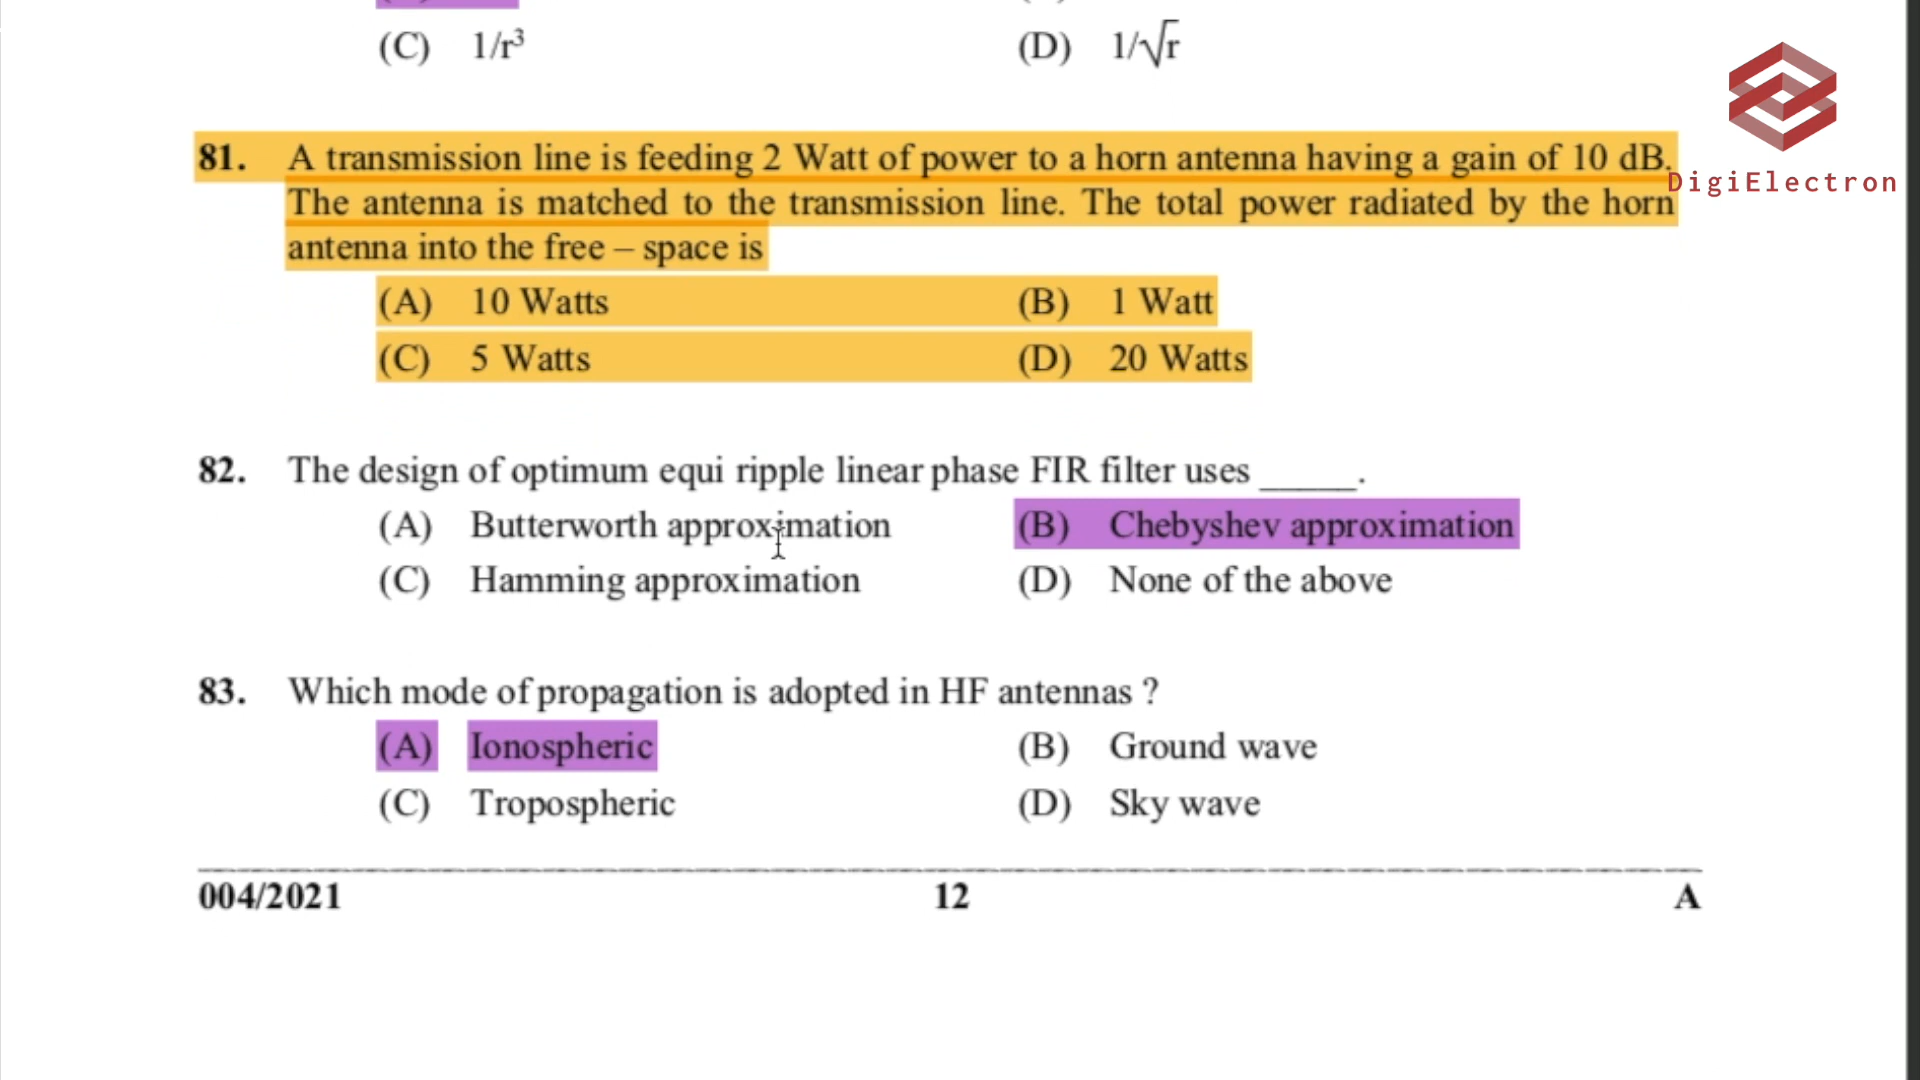 (C) 1/r³ (D) 1/√r
81. A transmission line is feeding 2 Watt of power to a horn antenna having a gain of 10 dB.
DigiElectron
The antenna is matched to the transmission line. The total power radiated by the horn
antenna into the free – space is
(A) 10 Watts (B) 1 Watt
(C) 5 Watts (D) 20 Watts
82. The design of optimum equi ripple linear phase FIR filter uses _____.
(A) Butterworth approximation (B) Chebyshev approximation
(C) Hamming approximation (D) None of the above
83. Which mode of propagation is adopted in HF antennas ?
(A) Ionospheric (B) Ground wave
(C) Tropospheric (D) Sky wave
004/2021 12 A